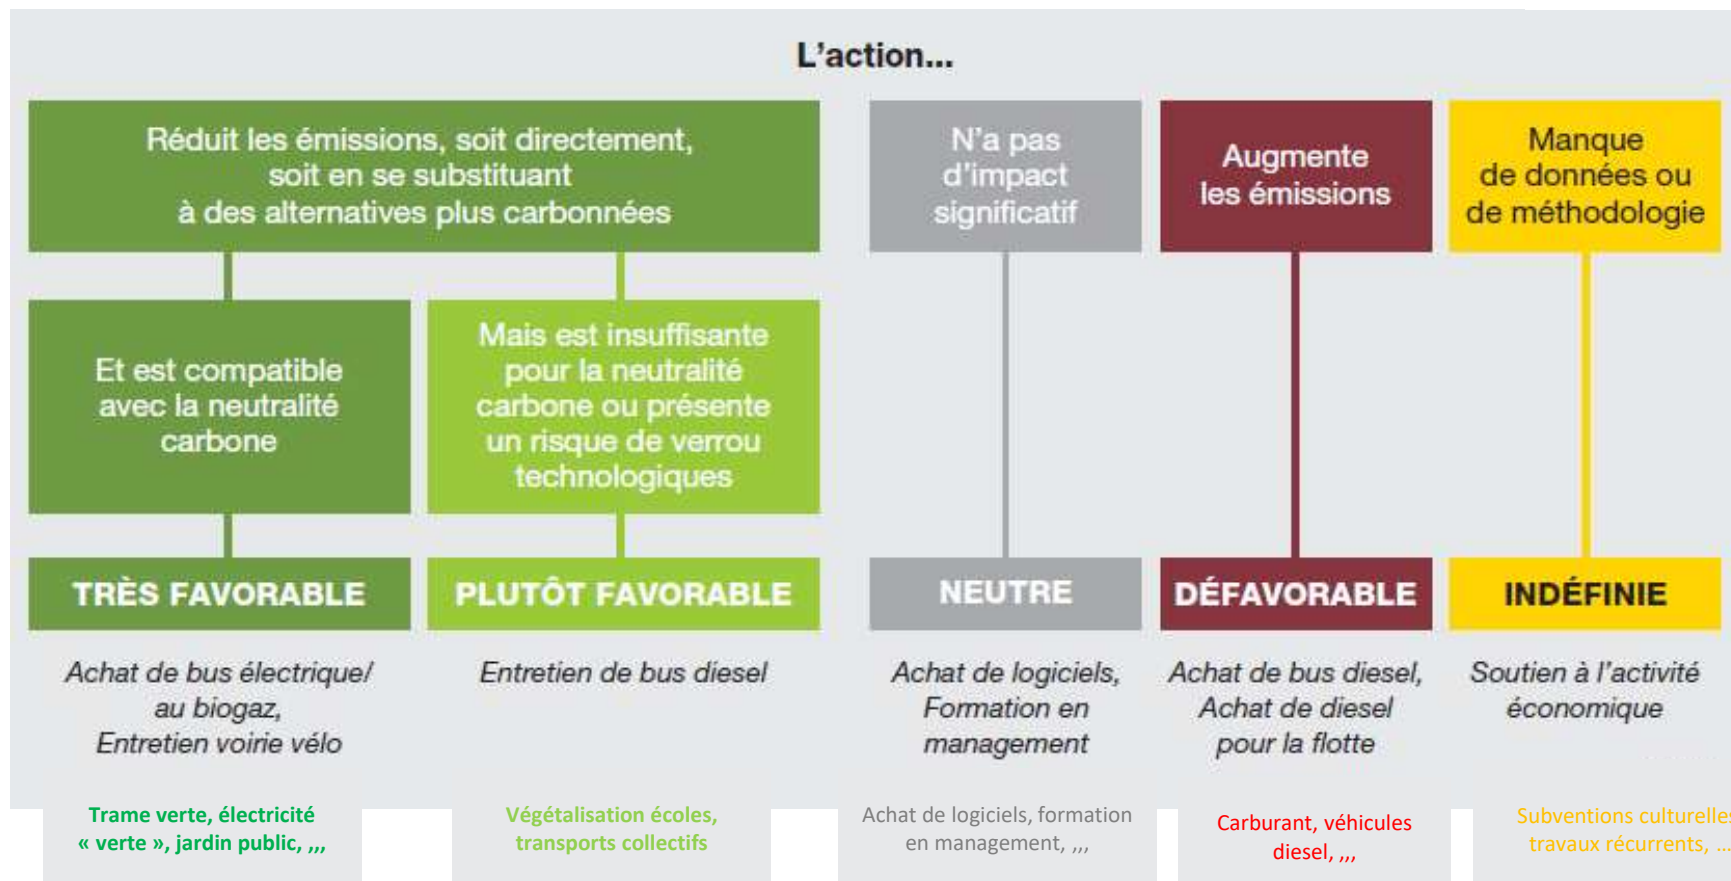 L'action...
Réduit les émissions, soit directement,
soit en se substituant
à des alternatives plus carbonnées
N'a pas
d'impact
significatif
Augmente
les émissions
Manque
de données ou
de méthodologie
Et est compatible
avec la neutralité
carbone
Mais est insuffisante
pour la neutralité
carbone ou présente
un risque de verrou
technologiques
TRÈS FAVORABLE
PLUTÔT FAVORABLE
NEUTRE
DÉFAVORABLE
INDÉFINIE
Achat de bus électrique/
au biogaz,
Entretien voirie vélo
Entretien de bus diesel
Achat de logiciels,
Formation en
management
Achat de bus diesel,
Achat de diesel
pour la flotte
Soutien à l'activité
économique
Trame verte, électricité
« verte », jardin public, ,,,
Végétalisation écoles,
transports collectifs
Achat de logiciels, formation
en management, ,,,
Carburant, véhicules
diesel, ,,,
Subventions culturelles
travaux récurrents, ...